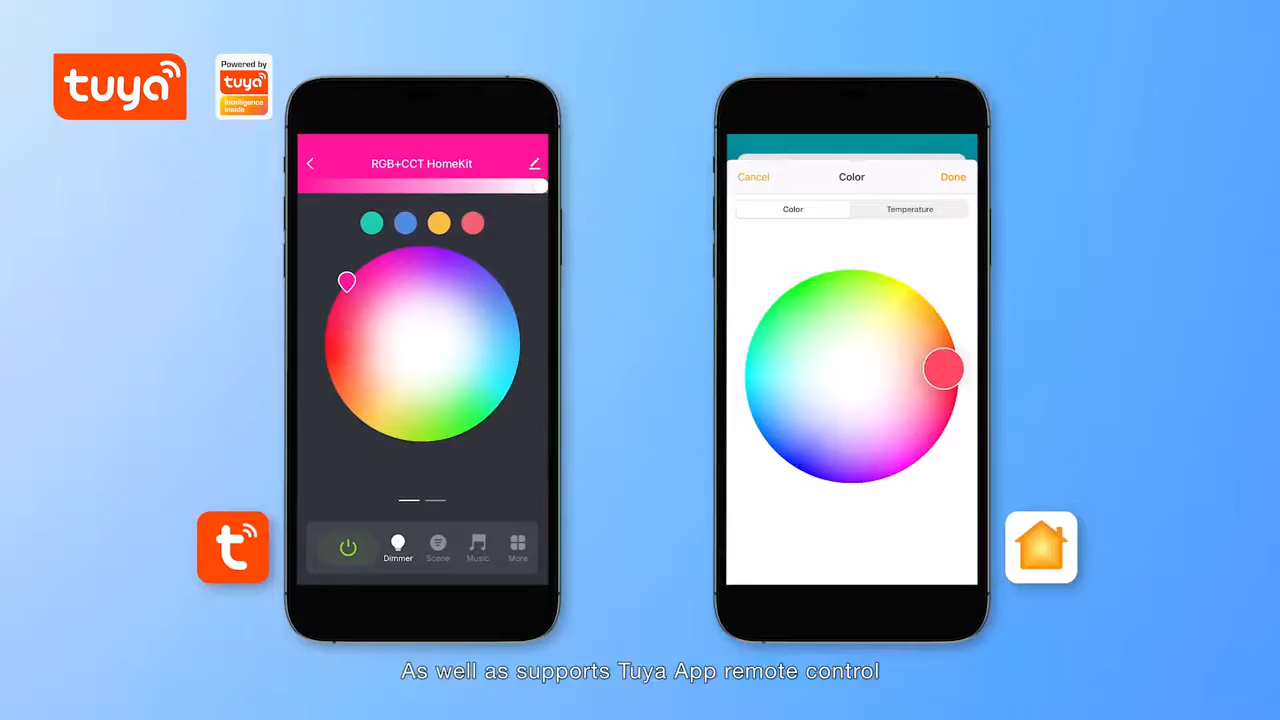 tuya
Powered by
tuya
Intelligence
Inside
RGB+CCT HomeKit
Dimmer
Scene
Music
More
Cancel
Color
Done
Color
Temperature
t
As well as supports Tuya App remote control